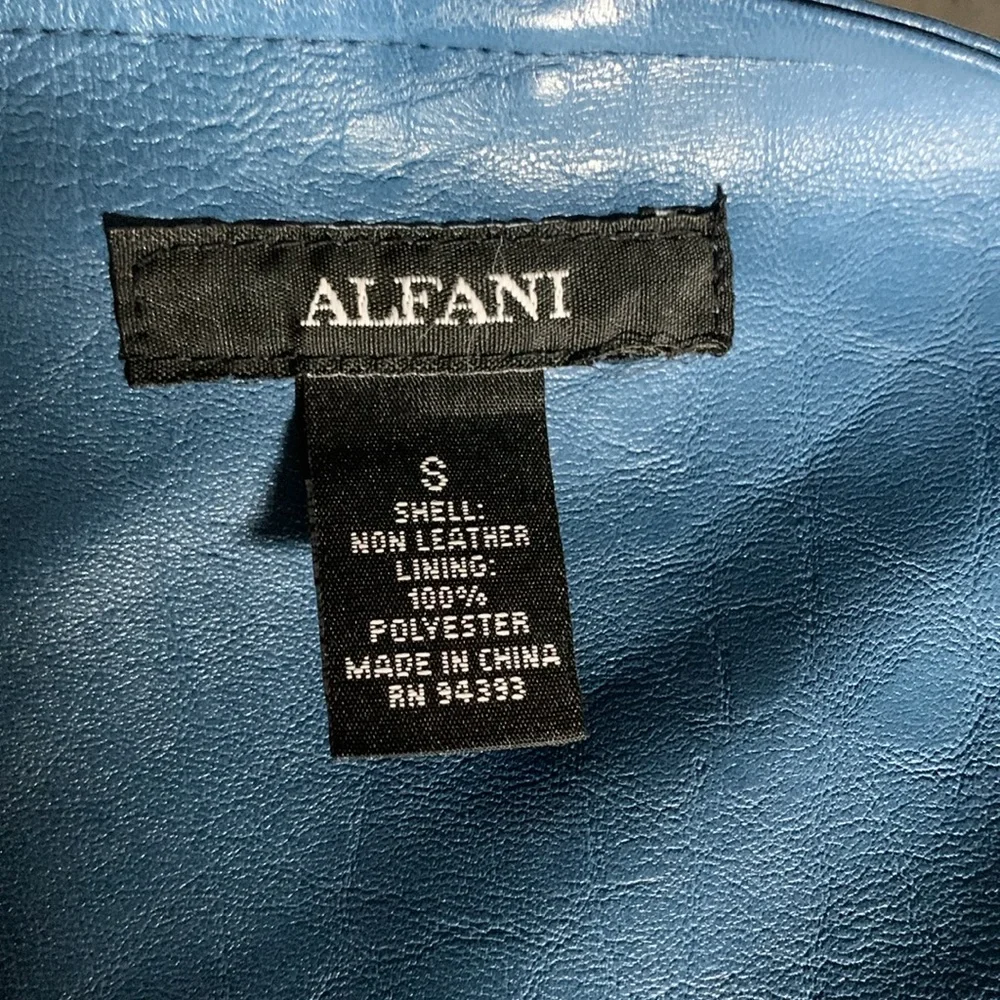 ALFANI
S
SHELL:
NON LEATHER
LINING:
100%
POLYESTER
MADE IN CHINA
RN 94393